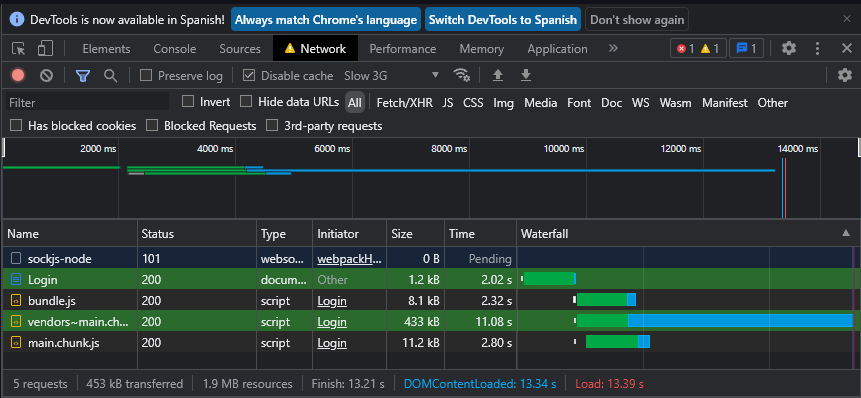 DevTools is now available in Spanish! Always match Chrome's language Switch DevTools to Spanish Don't show again
Elements Console Sources Network Performance Memory Application » 1 1 1
Preserve log Disable cache Slow 3G
Filter Invert Hide data URLs All Fetch/XHR JS CSS Img Media Font Doc WS Wasm Manifest Other
Has blocked cookies Blocked Requests 3rd-party requests
2000 ms 4000 ms 6000 ms 8000 ms 10000 ms 12000 ms 14000 ms
Name Status Type Initiator Size Time Waterfall
sockjs-node 101 webso... webpackH... 0 B Pending
Login 200 docum... Other 1.2 kB 2.02 s
bundle.js 200 script Login 8.1 kB 2.32 s
vendors~main.ch... 200 script Login 433 kB 11.08 s
main.chunk.js 200 script Login 11.2 kB 2.80 s
5 requests 453 kB transferred 1.9 MB resources Finish: 13.21 s DOMContentLoaded: 13.34 s Load: 13.39 s